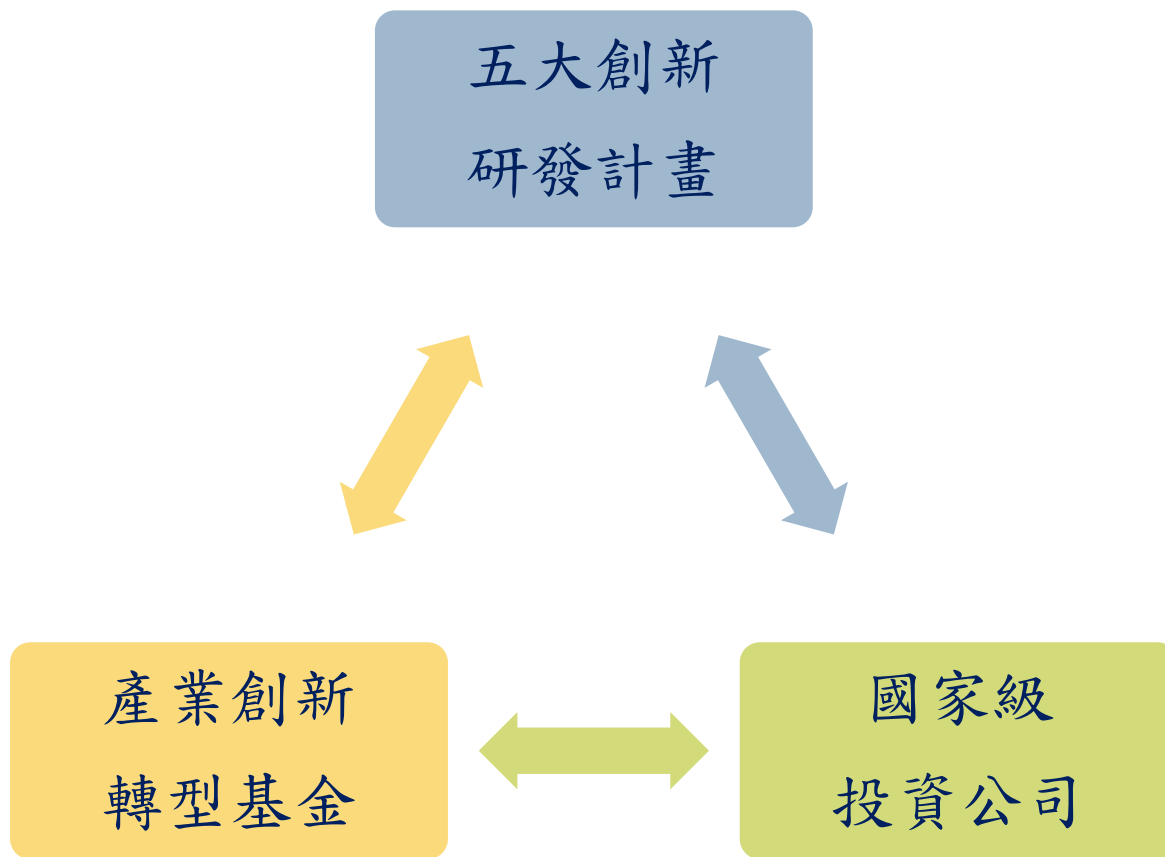 五大創新
研發計畫
產業創新
轉型基金
國家級
投資公司